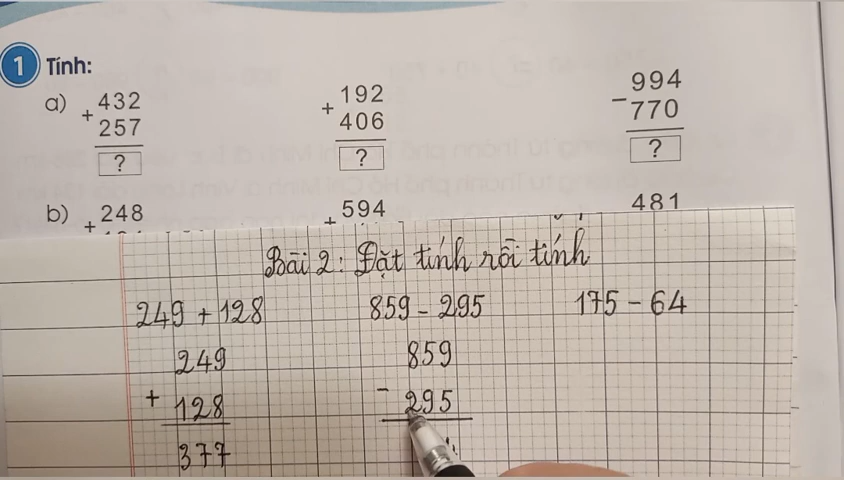 1 Tính:
a) + 432 + 192 - 994
257 406 770
? ? ?
b) + 248 + 594 481
Bài 2: Đặt tính rồi tính
249 + 128 859 - 295 175 - 64
249 859
+ 128 - 295
377